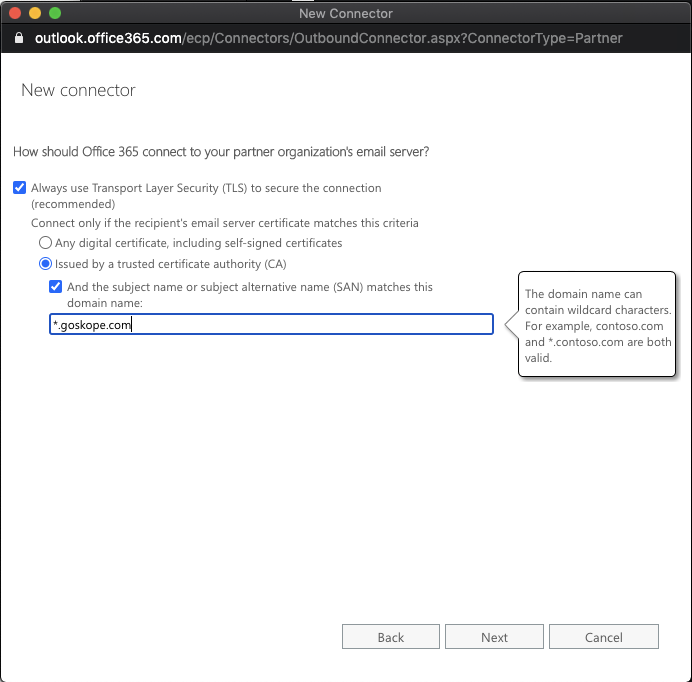 New Connector
outlook.office365.com/ecp/Connectors/OutboundConnector.aspx?ConnectorType=Partner
New connector
How should Office 365 connect to your partner organization's email server?
Always use Transport Layer Security (TLS) to secure the connection
(recommended)
Connect only if the recipient's email server certificate matches this criteria
Any digital certificate, including self-signed certificates
Issued by a trusted certificate authority (CA)
And the subject name or subject alternative name (SAN) matches this
domain name:
*.goskope.com
The domain name can
contain wildcard characters.
For example, contoso.com
and *.contoso.com are both
valid.
Back
Next
Cancel